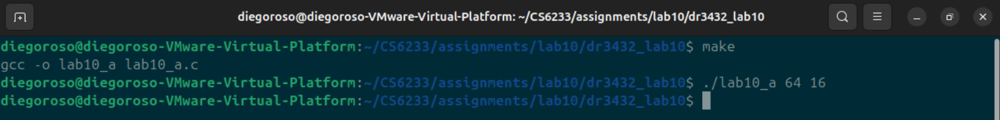 diegoroso@diegoroso-VMware-Virtual-Platform: ~/CS6233/assignments/lab10/dr3432_lab10
diegoroso@diegoroso-VMware-Virtual-Platform:~/CS6233/assignments/lab10/dr3432_lab10$ make
gcc -o lab10_a lab10_a.c
diegoroso@diegoroso-VMware-Virtual-Platform:~/CS6233/assignments/lab10/dr3432_lab10$ ./lab10_a 64 16
diegoroso@diegoroso-VMware-Virtual-Platform:~/CS6233/assignments/lab10/dr3432_lab10$